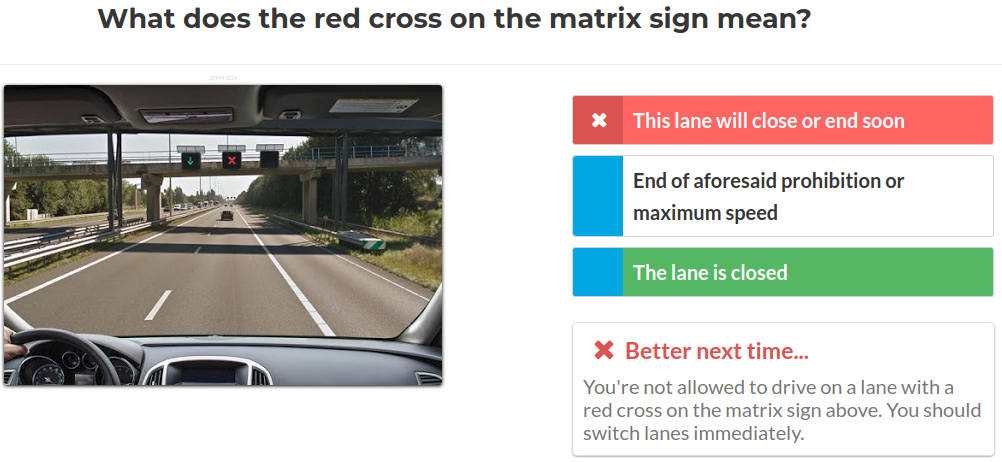 What does the red cross on the matrix sign mean?
This lane will close or end soon
End of aforesaid prohibition or
maximum speed
The lane is closed
Better next time...
You're not allowed to drive on a lane with a
red cross on the matrix sign above. You should
switch lanes immediately.